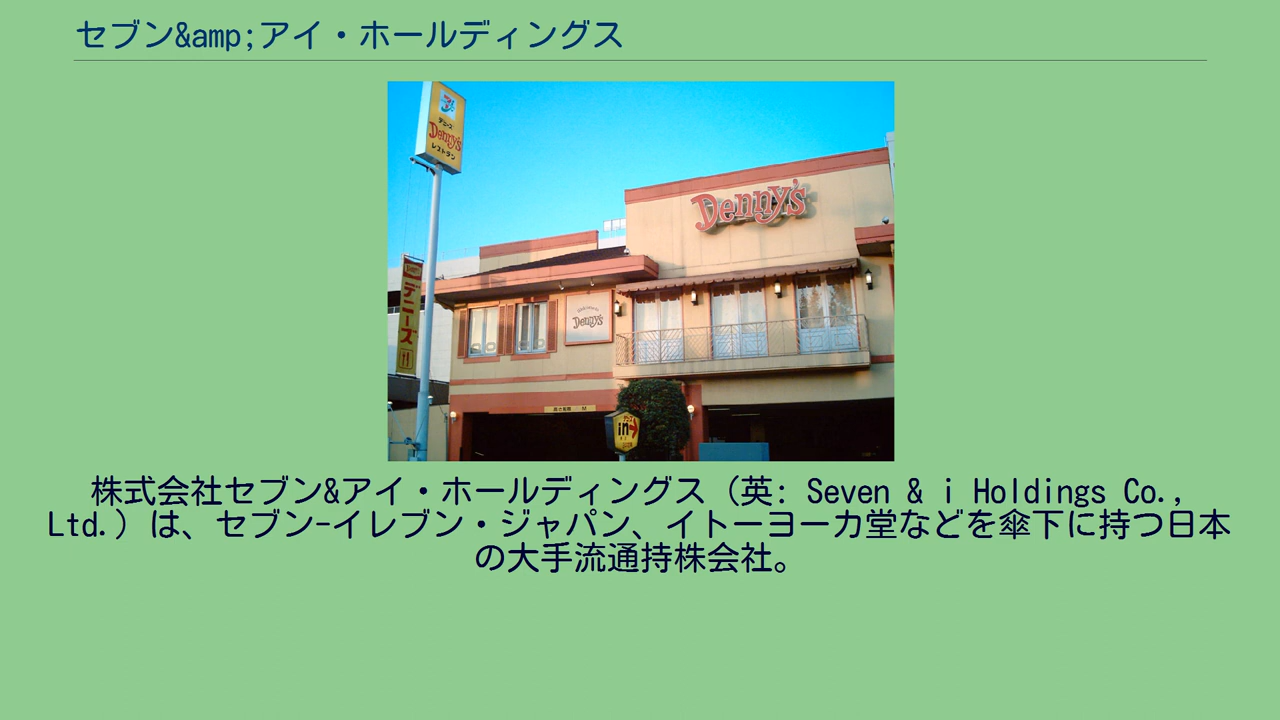 セブン&amp;アイ・ホールディングス
デニーズ
Denny's
レストラン
Denny's
デニーズ
Denny's
in
株式会社セブン&アイ・ホールディングス（英: Seven & i Holdings Co.,
Ltd.）は、セブン-イレブン・ジャパン、イトーヨーカ堂などを傘下に持つ日本
の大手流通持株会社。